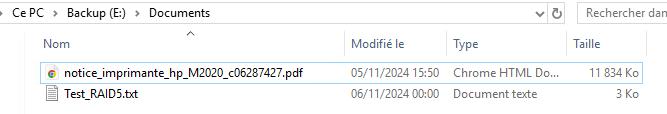 Ce PC > Backup (E:) > Documents
Rechercher dan
Nom Modifié le Type Taille
notice_imprimante_hp_M2020_c06287427.pdf 05/11/2024 15:50 Chrome HTML Do... 11 834 Ko
Test_RAID5.txt 06/11/2024 00:00 Document texte 3 Ko